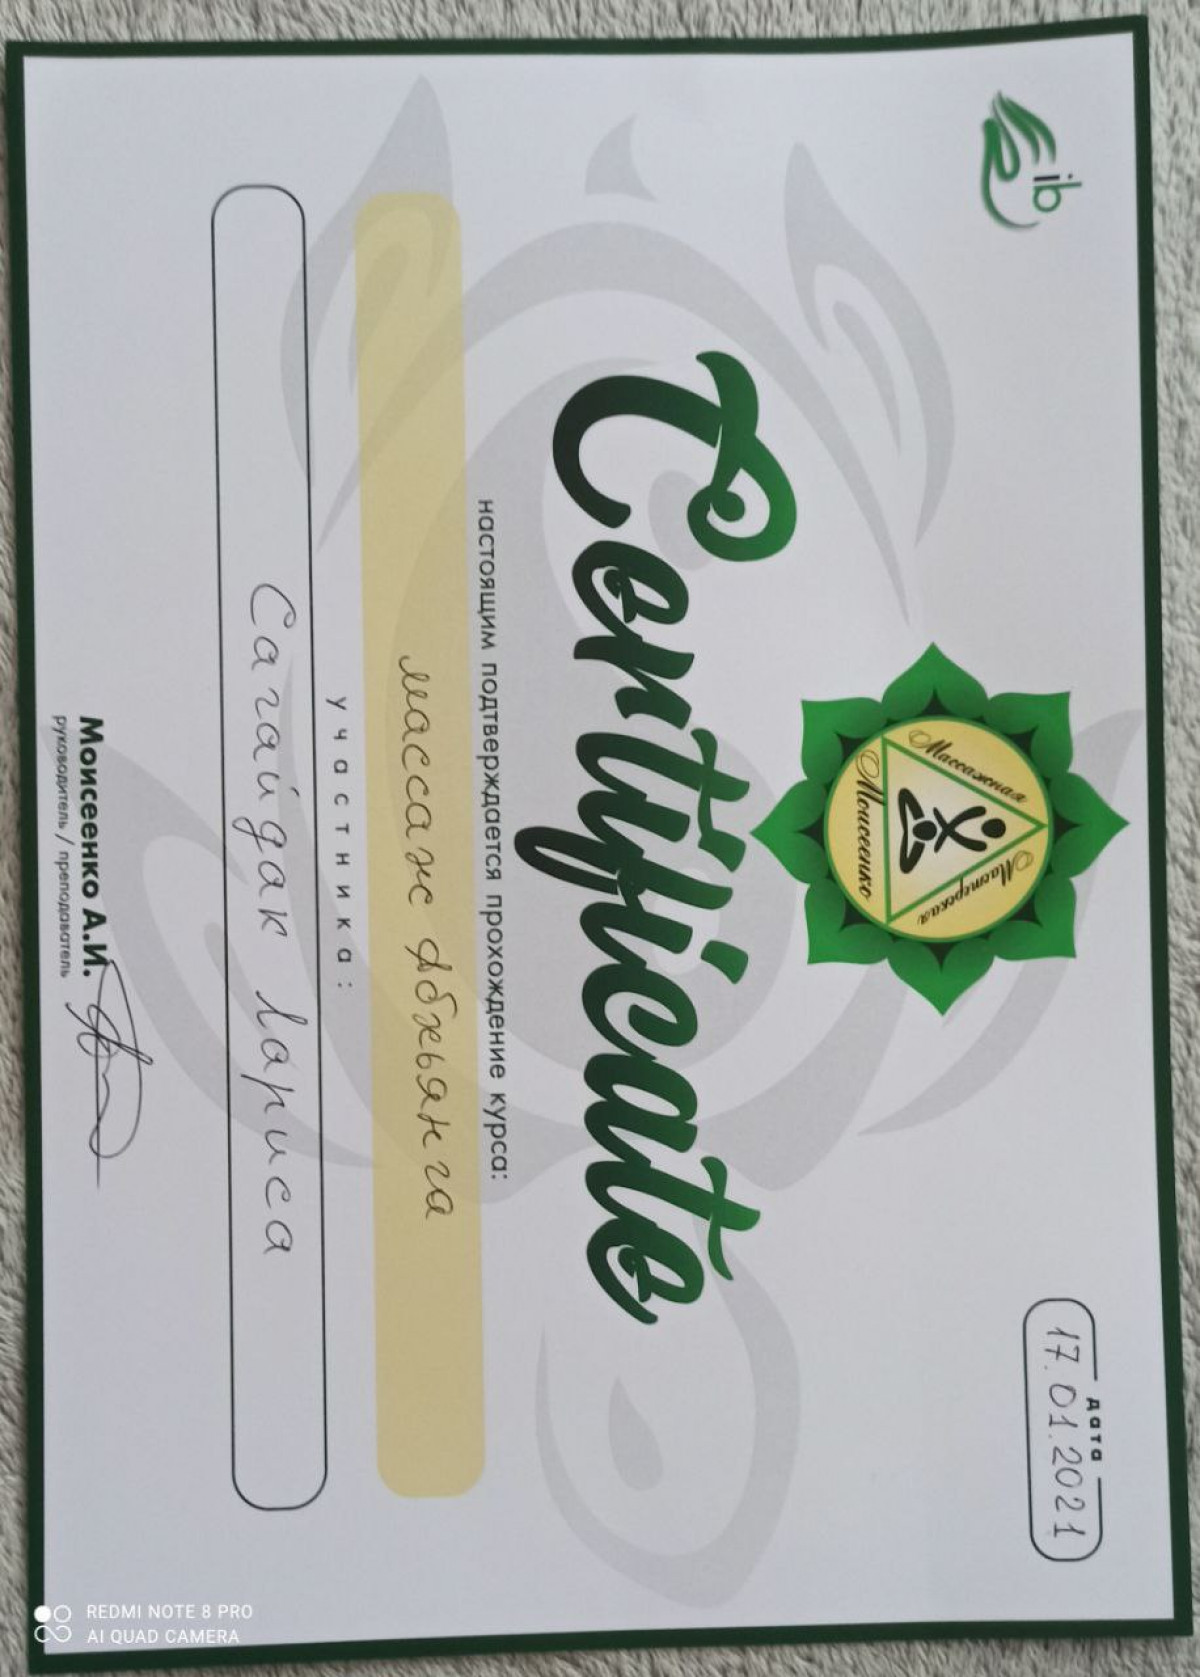 ib
дата
17.01.2021
Массажная
Мастерская
Моисеенко
Certificate
настоящим подтверждается прохождение курса:
массаж Абхьянга
участника:
Сагайдак Лариса
Моисеенко А.И.
руководитель / преподаватель
REDMI NOTE 8 PRO
AI QUAD CAMERA